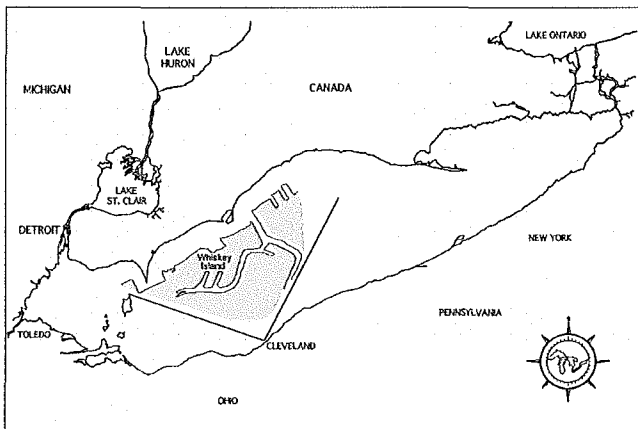 LAKE ONTARIO
LAKE
HURON
MICHIGAN
CANADA
LAKE
ST. CLAIR
DETROIT
NEW YORK
Whiskey
Island
PENNSYLVANIA
TOLEDO
CLEVELAND
OHIO